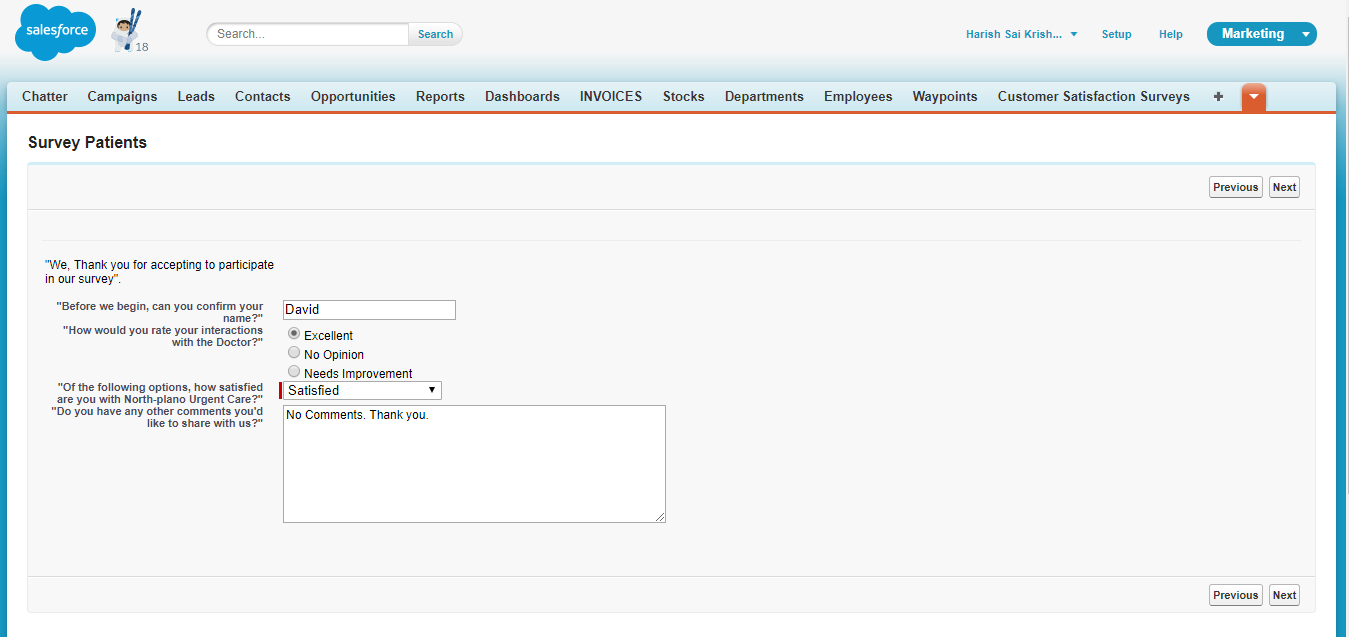 salesforce
18
Search...
Search
Harish Sai Krish...
Setup
Help
Marketing
Chatter Campaigns Leads Contacts Opportunities Reports Dashboards INVOICES Stocks Departments Employees Waypoints Customer Satisfaction Surveys +
Survey Patients
Previous Next
"We, Thank you for accepting to participate
in our survey".
"Before we begin, can you confirm your
name?"
David
"How would you rate your interactions
with the Doctor?"
Excellent
No Opinion
Needs Improvement
"Of the following options, how satisfied
are you with North-plano Urgent Care?"
Satisfied
"Do you have any other comments you'd
like to share with us?"
No Comments. Thank you.
Previous Next